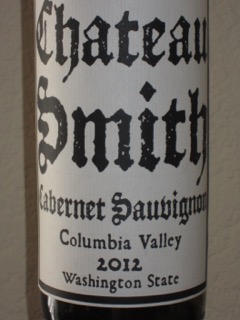 Chateau
Smith
Cabernet Sauvignon
Columbia Valley
2012
Washington State